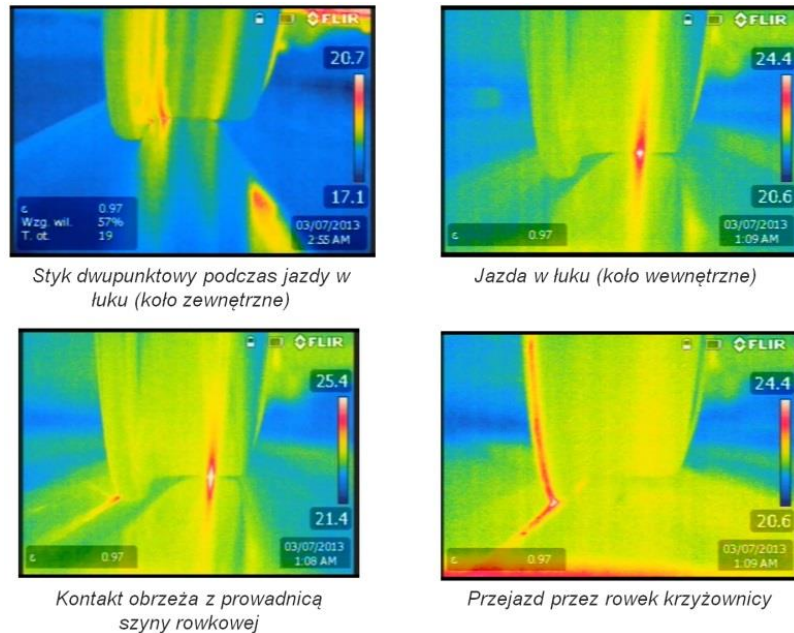 FLIR
20.7
17.1
ε 0.97
Wzg. wil. 57%
T. ot. 19
03/07/2013
2:55 AM
Styk dwupunktowy podczas jazdy w
łuku (koło zewnętrzne)
FLIR
24.4
20.6
ε 0.97
03/07/2013
1:09 AM
Jazda w łuku (koło wewnętrzne)
FLIR
25.4
21.4
ε 0.97
03/07/2013
1:08 AM
Kontakt obrzeża z prowadnicą
szyny rowkowej
FLIR
24.4
20.6
ε 0.97
03/07/2013
1:09 AM
Przejazd przez rowek krzyżownicy